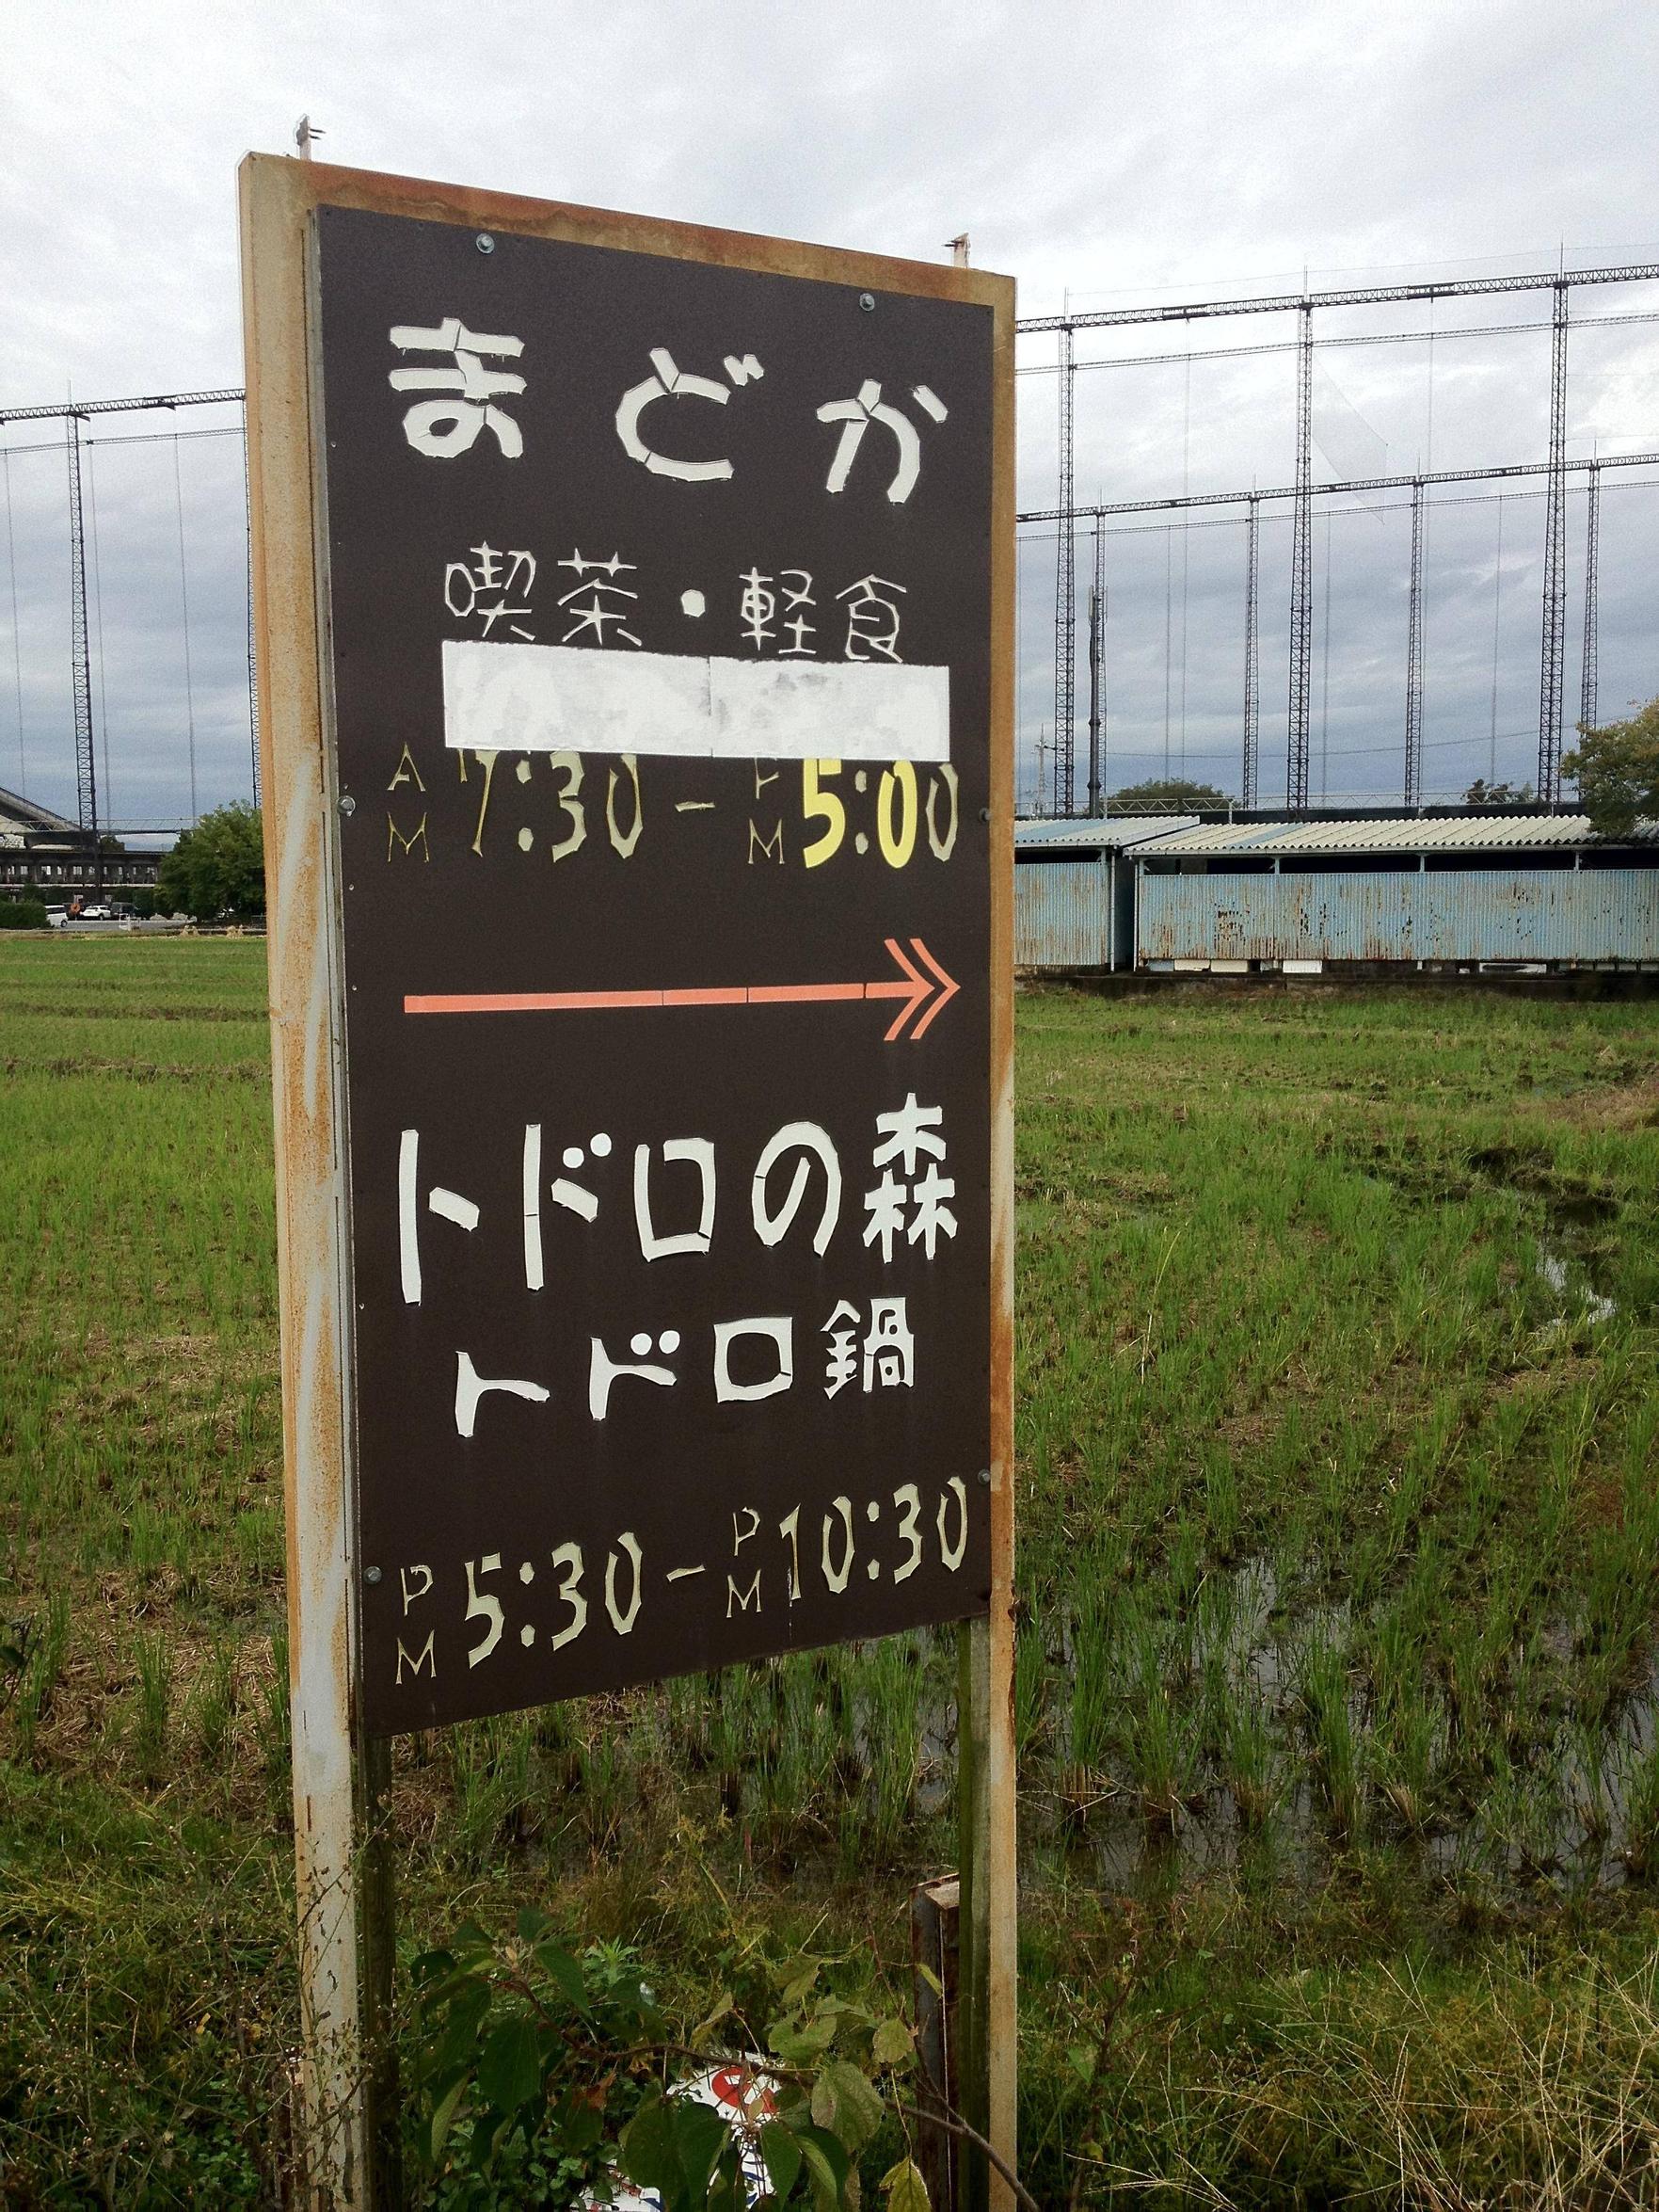 まどか
喫茶・軽食
AM 7:30 - PM 5:00
トドロの森
トドロ鍋
PM 5:30 - PM 10:30